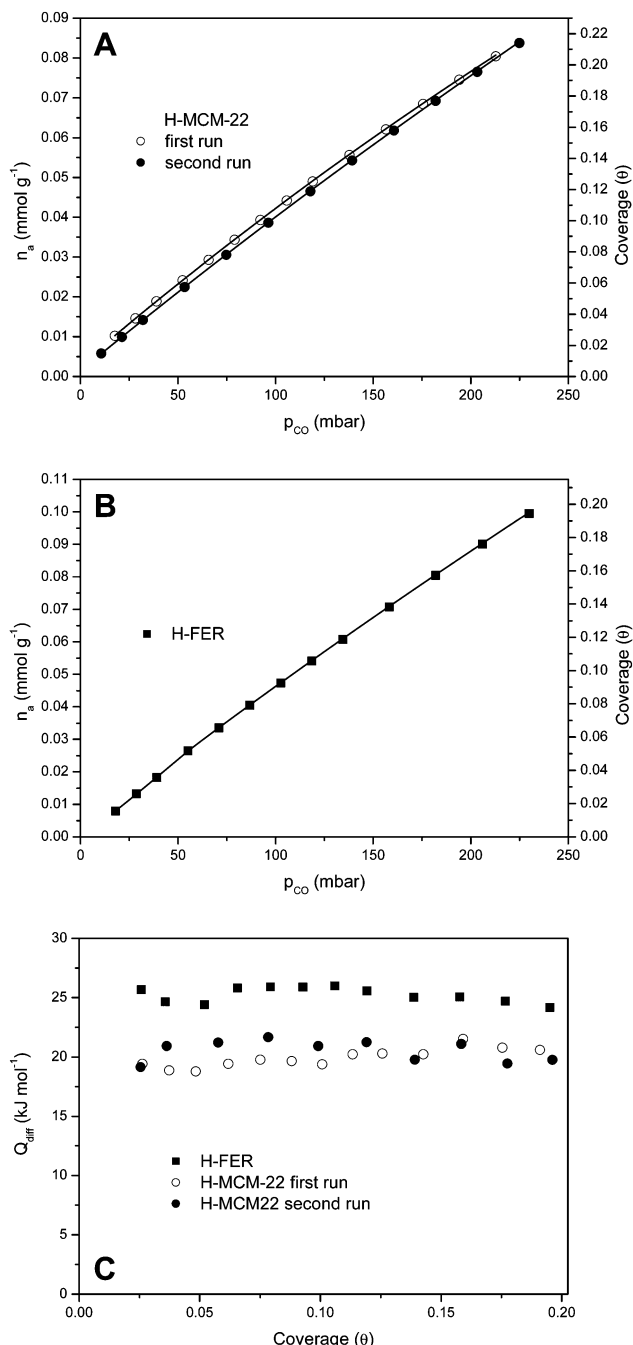 A
H-MCM-22
first run
second run
0.09
0.08
0.07
0.06
0.05
0.04
0.03
0.02
0.01
0.00
nₐ (mmol g⁻¹)
0.22
0.20
0.18
0.16
0.14
0.12
0.10
0.08
0.06
0.04
0.02
0.00
Coverage (θ)
0 50 100 150 200 250
p_CO (mbar)
B
H-FER
0.11
0.10
0.09
0.08
0.07
0.06
0.05
0.04
0.03
0.02
0.01
0.00
nₐ (mmol g⁻¹)
0.20
0.18
0.16
0.14
0.12
0.10
0.08
0.06
0.04
0.02
0.00
Coverage (θ)
0 50 100 150 200 250
p_CO (mbar)
30
25
20
15
10
5
0
Q_diff (kJ mol⁻¹)
H-FER
H-MCM-22 first run
H-MCM22 second run
C
0.00 0.05 0.10 0.15 0.20
Coverage (θ)